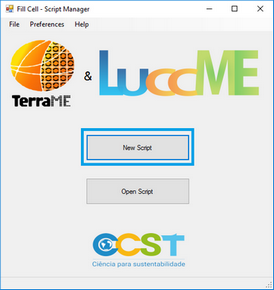 Fill Cell - Script Manager
File Preferences Help
TerraME & LuccME
New Script
Open Script
CCST
Ciência para sustentabilidade